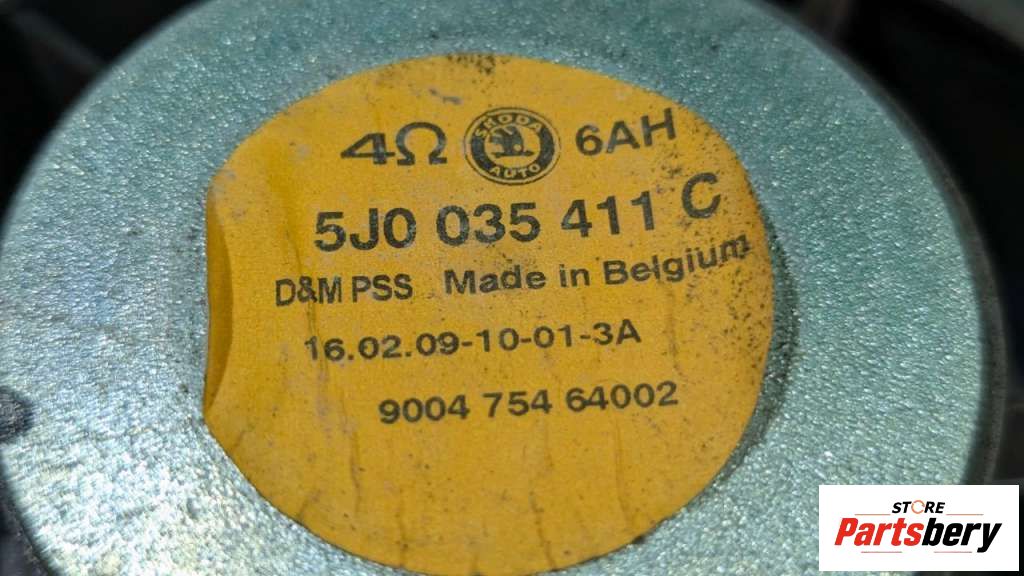 4Ω ŠKODA AUTO 6AH
5J0 035 411 C
D&M PSS Made in Belgium
16.02.09-10-01-3A
9004 754 64002
STORE
Partsbery